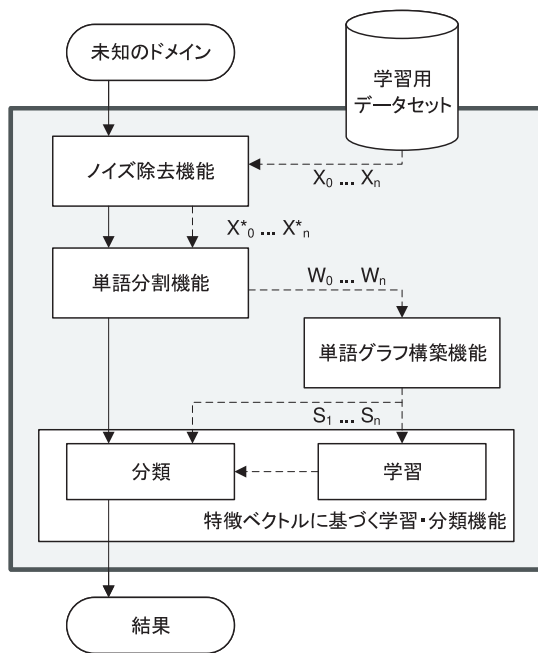 未知のドメイン
学習用
データセット
ノイズ除去機能
X₀ ... Xₙ
X*₀ ... X*ₙ
単語分割機能
W₀ ... Wₙ
単語グラフ構築機能
S₁ ... Sₙ
分類
学習
特徴ベクトルに基づく学習・分類機能
結果